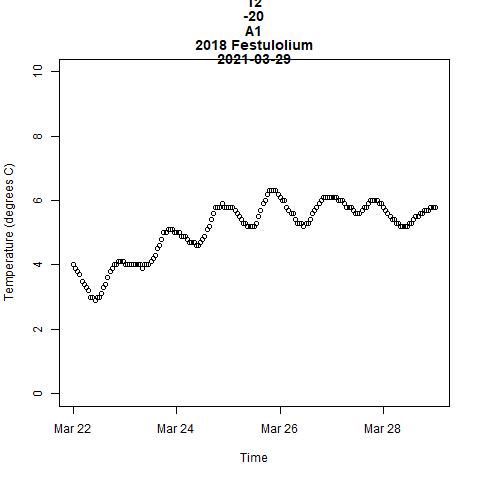 T2
-20
A1
2018 Festulolium
2021-03-29
10
8
6
4
2
0
Temperature (degrees C)
Mar 22
Mar 24
Mar 26
Mar 28
Time